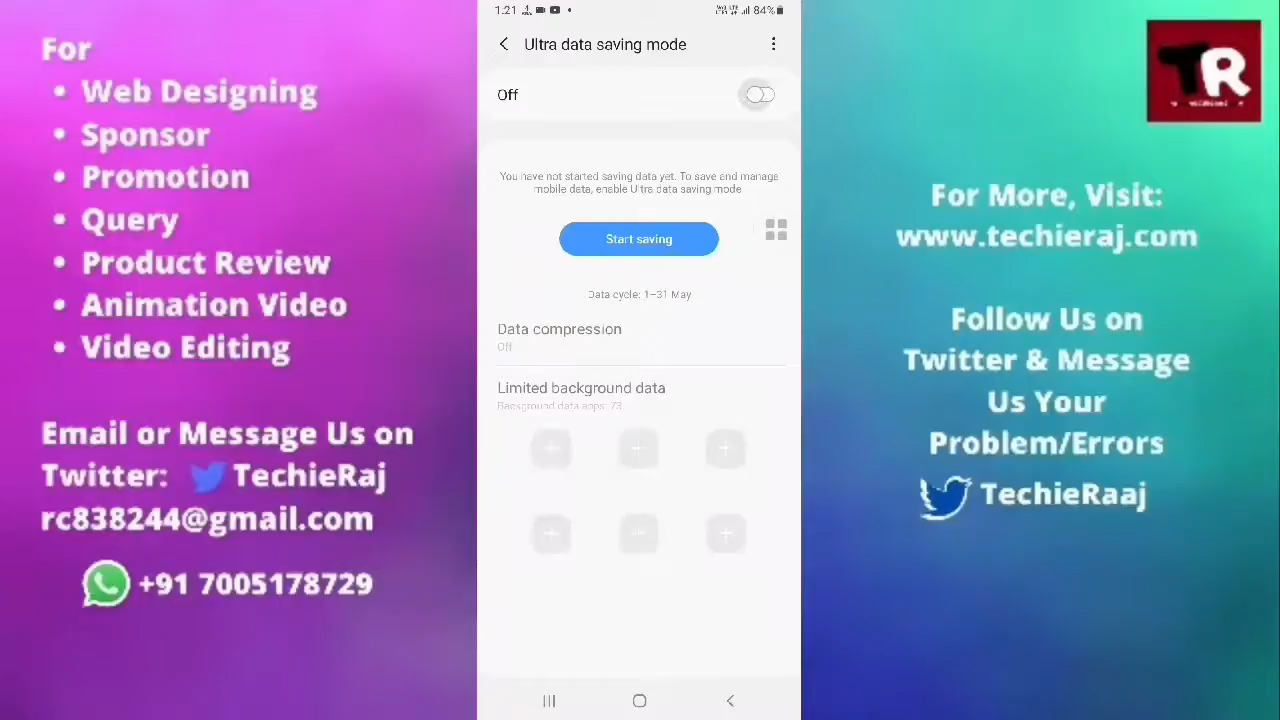 For
• Web Designing
• Sponsor
• Promotion
• Query
• Product Review
• Animation Video
• Video Editing
Email or Message Us on
Twitter: TechieRaj
rc838244@gmail.com
+91 7005178729
1:21
84%
Ultra data saving mode
Off
You have not started saving data yet. To save and manage
mobile data, enable Ultra data saving mode
Start saving
Data cycle: 1–31 May
Data compression
Off
Limited background data
Background data apps: 73
TR
For More, Visit:
www.techieraj.com
Follow Us on
Twitter & Message
Us Your
Problem/Errors
TechieRaaj